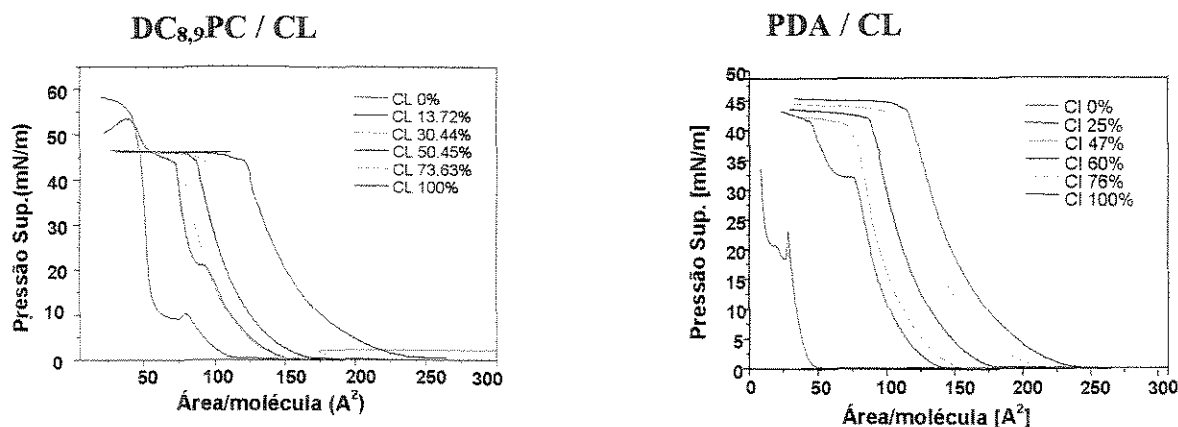 DC8,9PC / CL
60
50
40
30
20
10
0
Pressão Sup.(mN/m)
CL 0%
CL 13.72%
CL 30.44%
CL 50.45%
CL 73.63%
CL 100%
50 100 150 200 250 300
Área/molécula (A²)
PDA / CL
50
45
40
35
30
25
20
15
10
5
0
Pressão Sup. [mN/m]
Cl 0%
Cl 25%
Cl 47%
Cl 60%
Cl 76%
Cl 100%
0 50 100 150 200 250 300
Área/molécula [A²]